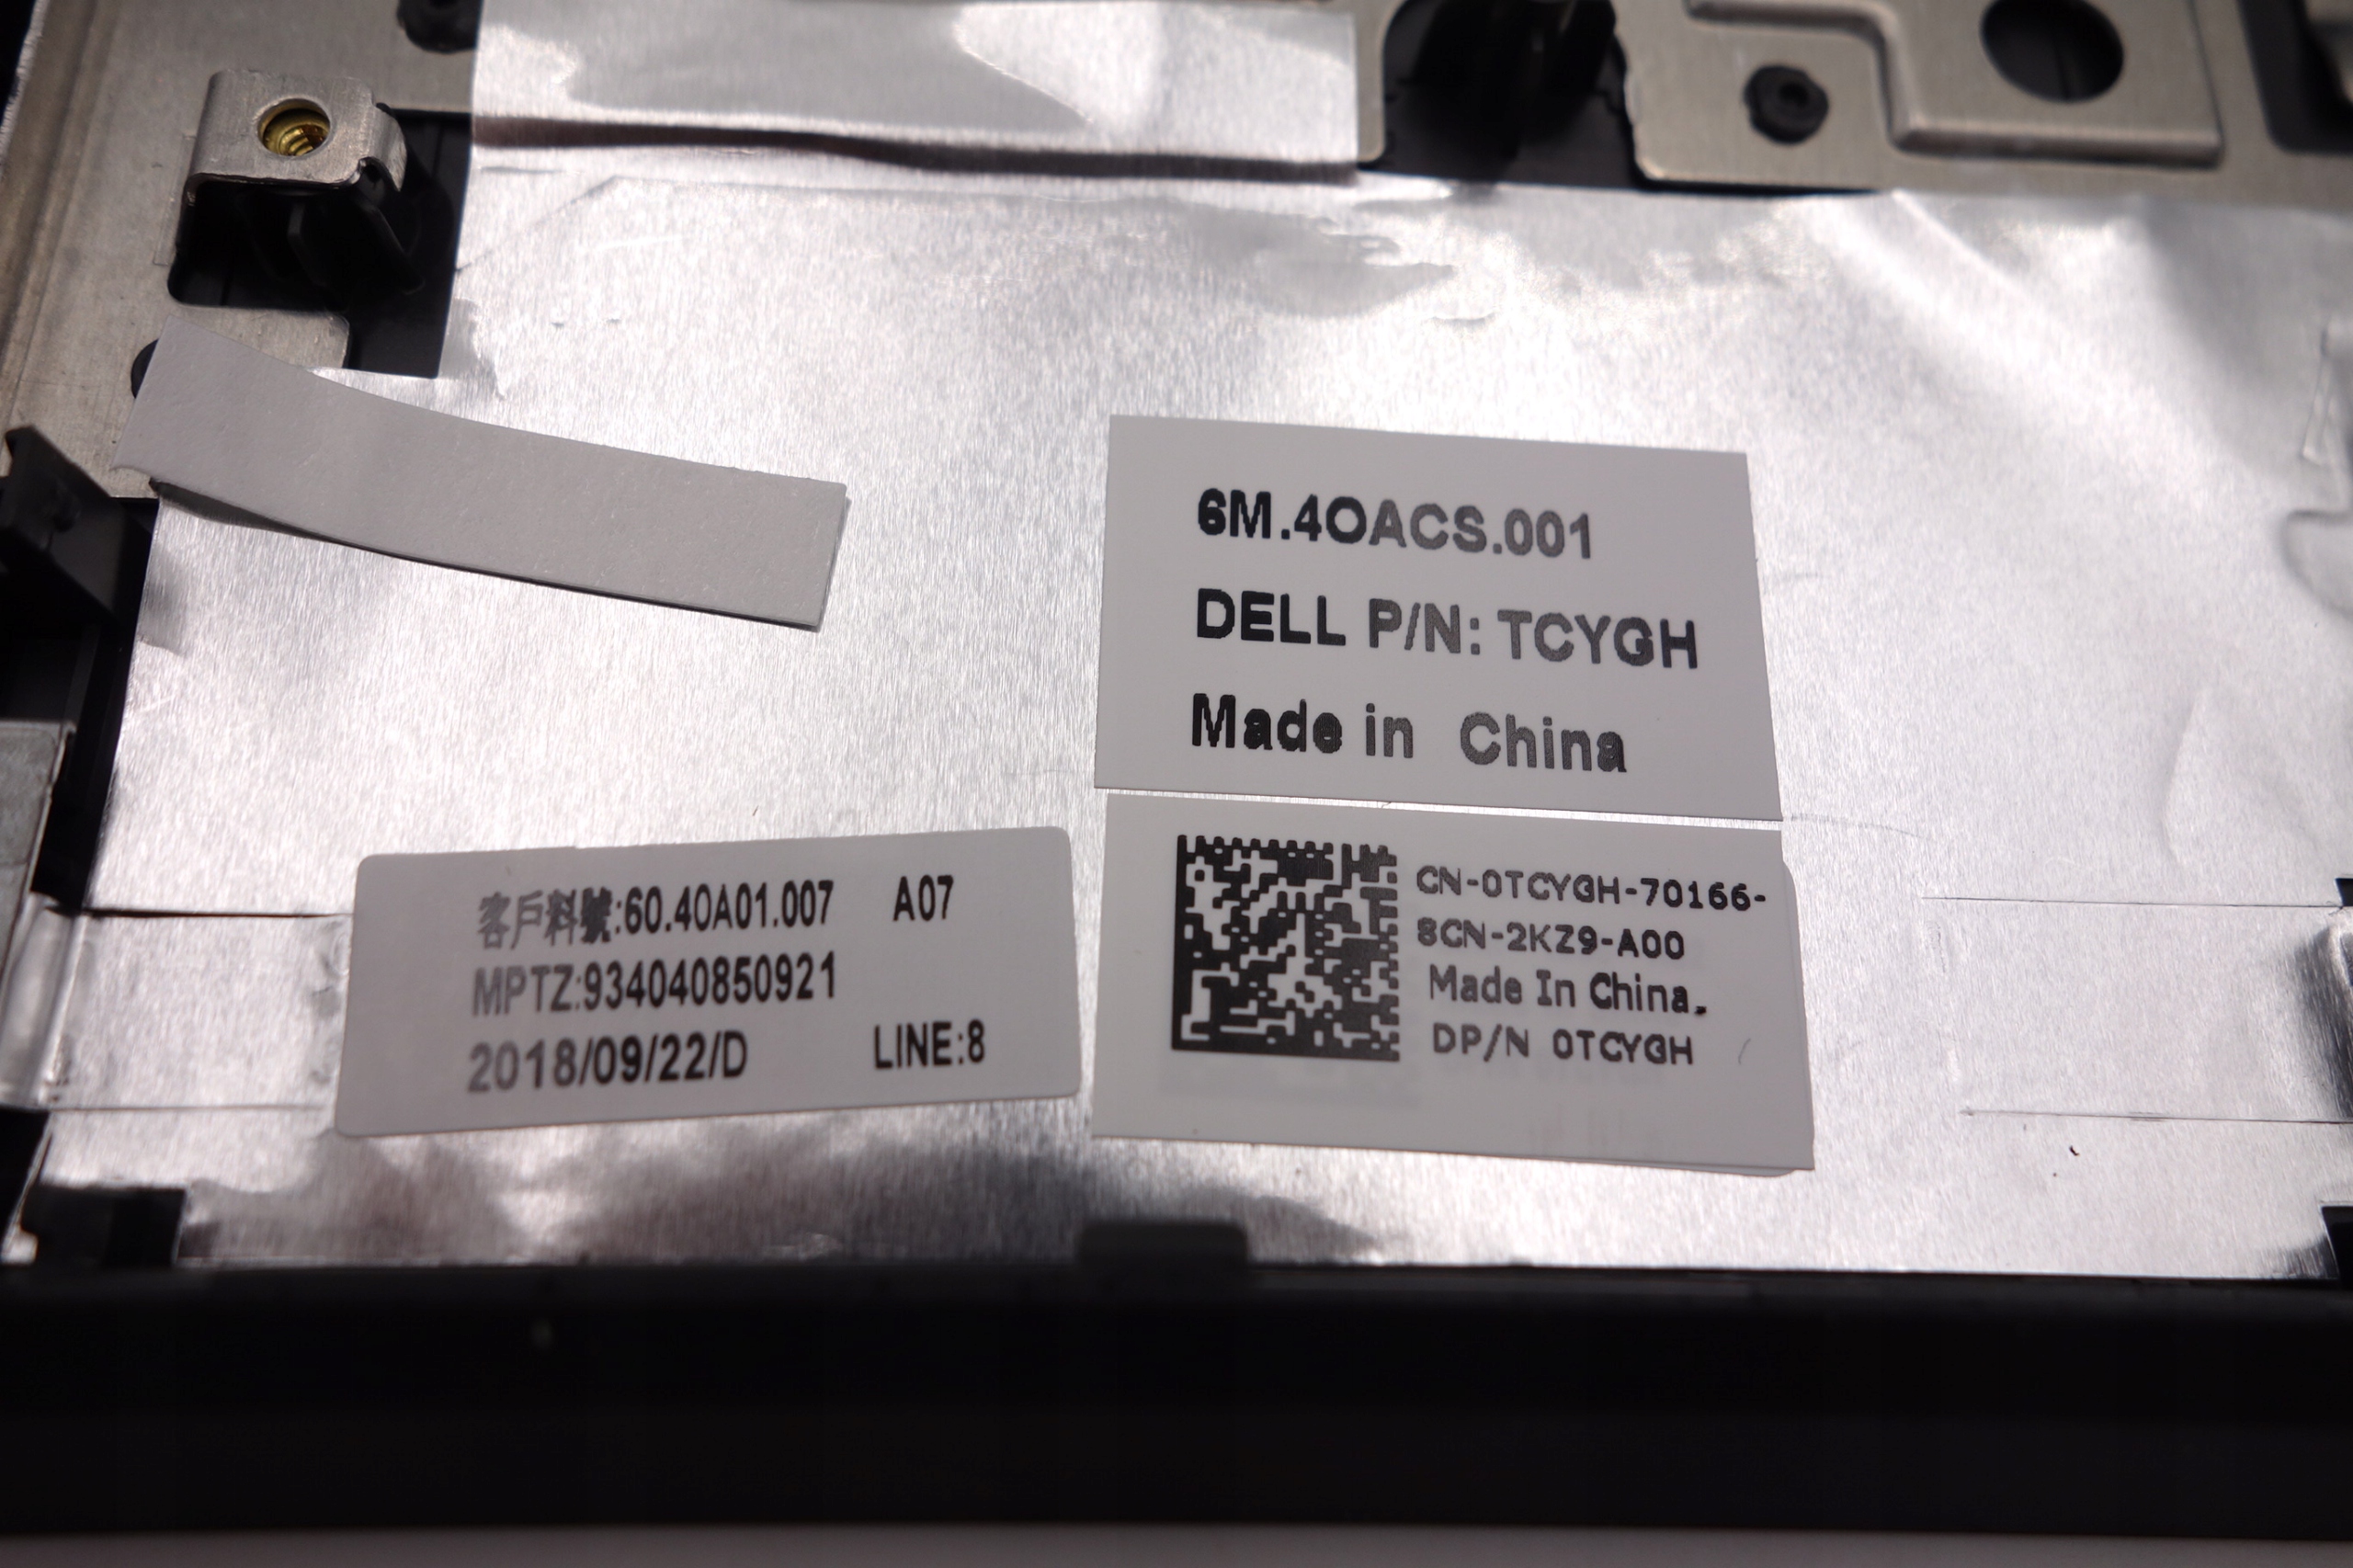 6M.4OACS.001
DELL P/N: TCYGH
Made in China
客戶料號:60.40A01.007 A07
MPTZ:934040850921
2018/09/22/D LINE:8
CN-0TCYGH-70166-
8CN-2KZ9-A00
Made In China.
DP/N 0TCYGH